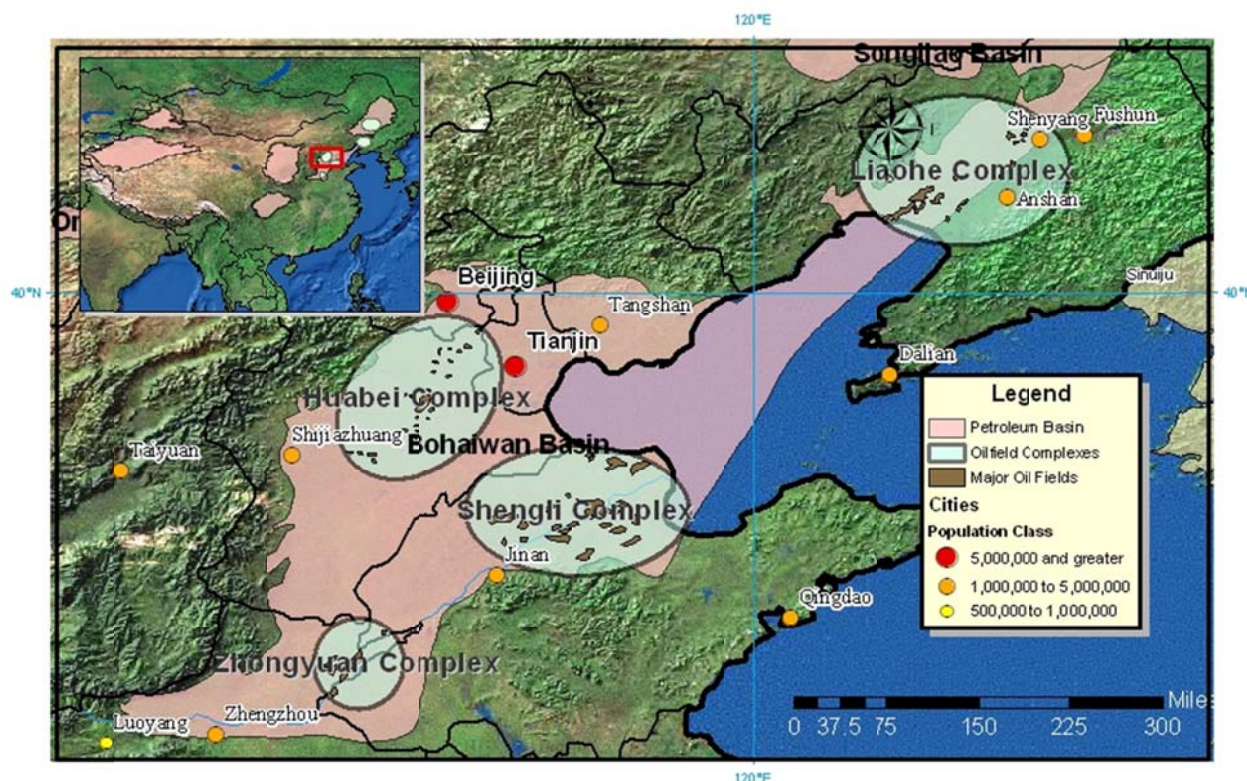 120°E
Songliao Basin
Shenyang
Fushun
E
Liaohe Complex
Anshan
Or
Beijing
40°N
40°N
Sinuiju
Tangshan
Tianjin
Dalian
Huabei Complex
Shijiazhuang
Bohaiwan Basin
Taiyuan
Shengli Complex
Jinan
Qingdao
Zhongyuan Complex
Luoyang
Zhengzhou
Legend
Petroleum Basin
Oilfield Complexes
Major Oil Fields
Cities
Population Class
5,000,000 and greater
1,000,000 to 5,000,000
500,000 to 1,000,000
Miles
0 37.5 75 150 225 300
120°E